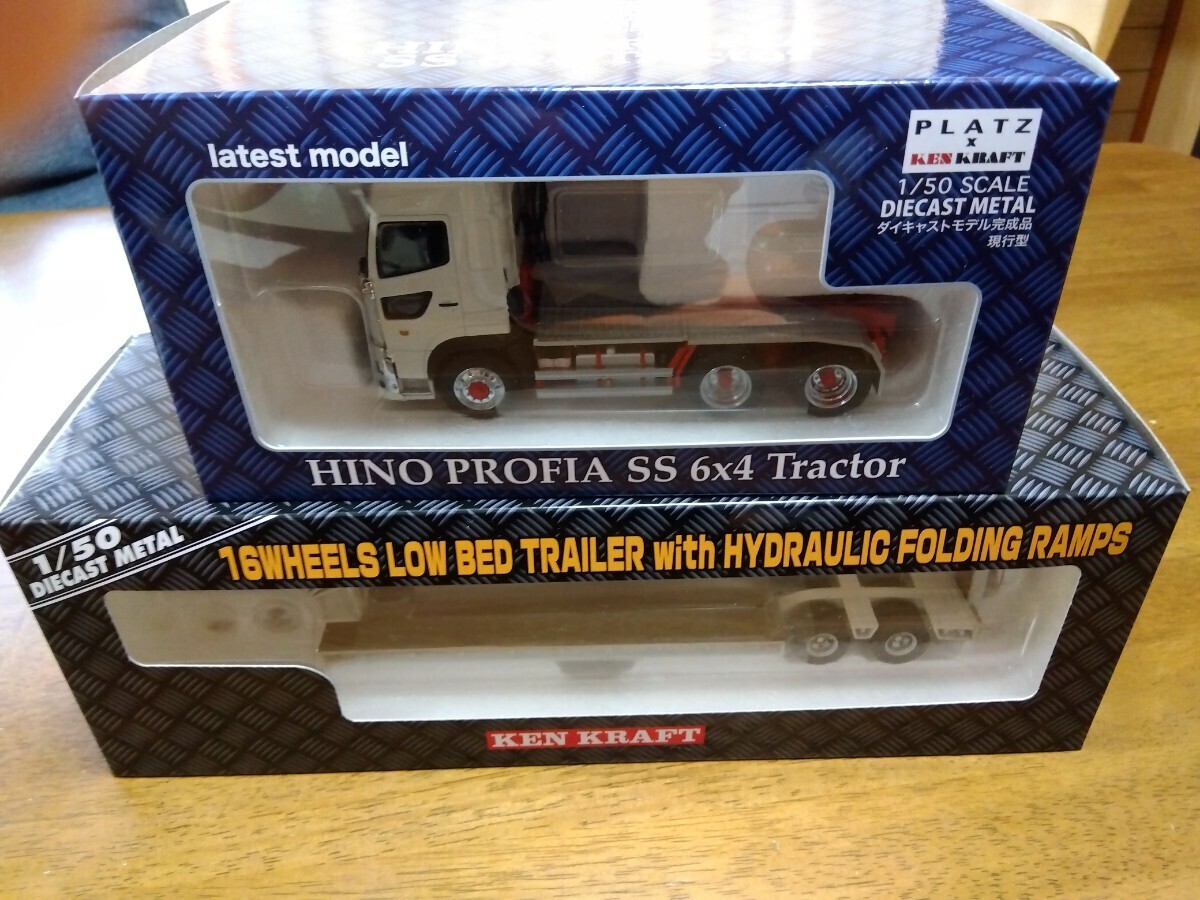 latest model
PLATZ
x
KEN KRAFT
1/50 SCALE
DIECAST METAL
ダイキャストモデル完成品
現行型
HINO PROFIA SS 6x4 Tractor
1/50
DIECAST METAL
16WHEELS LOW BED TRAILER with HYDRAULIC FOLDING RAMPS
KEN KRAFT